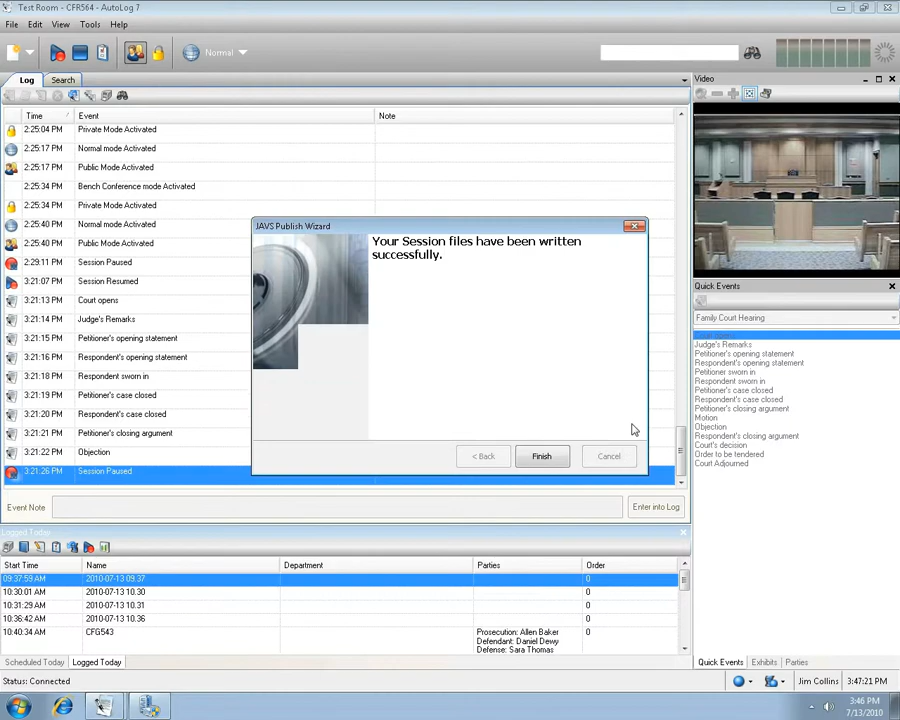 Test Room - CFR564 - AutoLog 7
File Edit View Tools Help
Normal
Log Search
Video
Time Event Note
2:25:04 PM Private Mode Activated
2:25:17 PM Normal mode Activated
2:25:17 PM Public Mode Activated
2:25:34 PM Bench Conference mode Activated
2:25:34 PM Private Mode Activated
2:25:40 PM Normal mode Activated
2:25:40 PM Public Mode Activated
2:29:11 PM Session Paused
3:21:07 PM Session Resumed
3:21:13 PM Court opens
3:21:14 PM Judge's Remarks
3:21:15 PM Petitioner's opening statement
3:21:16 PM Respondent's opening statement
3:21:18 PM Respondent sworn in
3:21:19 PM Petitioner's case closed
3:21:20 PM Respondent's case closed
3:21:21 PM Petitioner's closing argument
3:21:22 PM Objection
3:21:26 PM Session Paused
JAVS Publish Wizard
Your Session files have been written
successfully.
< Back Finish Cancel
Event Note Enter into Log
Quick Events
Family Court Hearing
Judge's Remarks
Petitioner's opening statement
Respondent's opening statement
Petitioner sworn in
Respondent sworn in
Petitioner's case closed
Respondent's case closed
Petitioner's closing argument
Motion
Objection
Respondent's closing argument
Court's decision
Order to be tendered
Court Adjourned
Logged Today
Start Time Name Department Parties Order
09:37:59 AM 2010-07-13 09.37 0
10:30:01 AM 2010-07-13 10.30 0
10:31:29 AM 2010-07-13 10.31 0
10:36:42 AM 2010-07-13 10.36 0
10:40:34 AM CFG543 Prosecution: Allen Baker 0
Defendant: Daniel Dewy
Defense: Sara Thomas
Scheduled Today Logged Today
Quick Events Exhibits Parties
Status: Connected
Jim Collins 3:47:21 PM
3:46 PM
7/13/2010